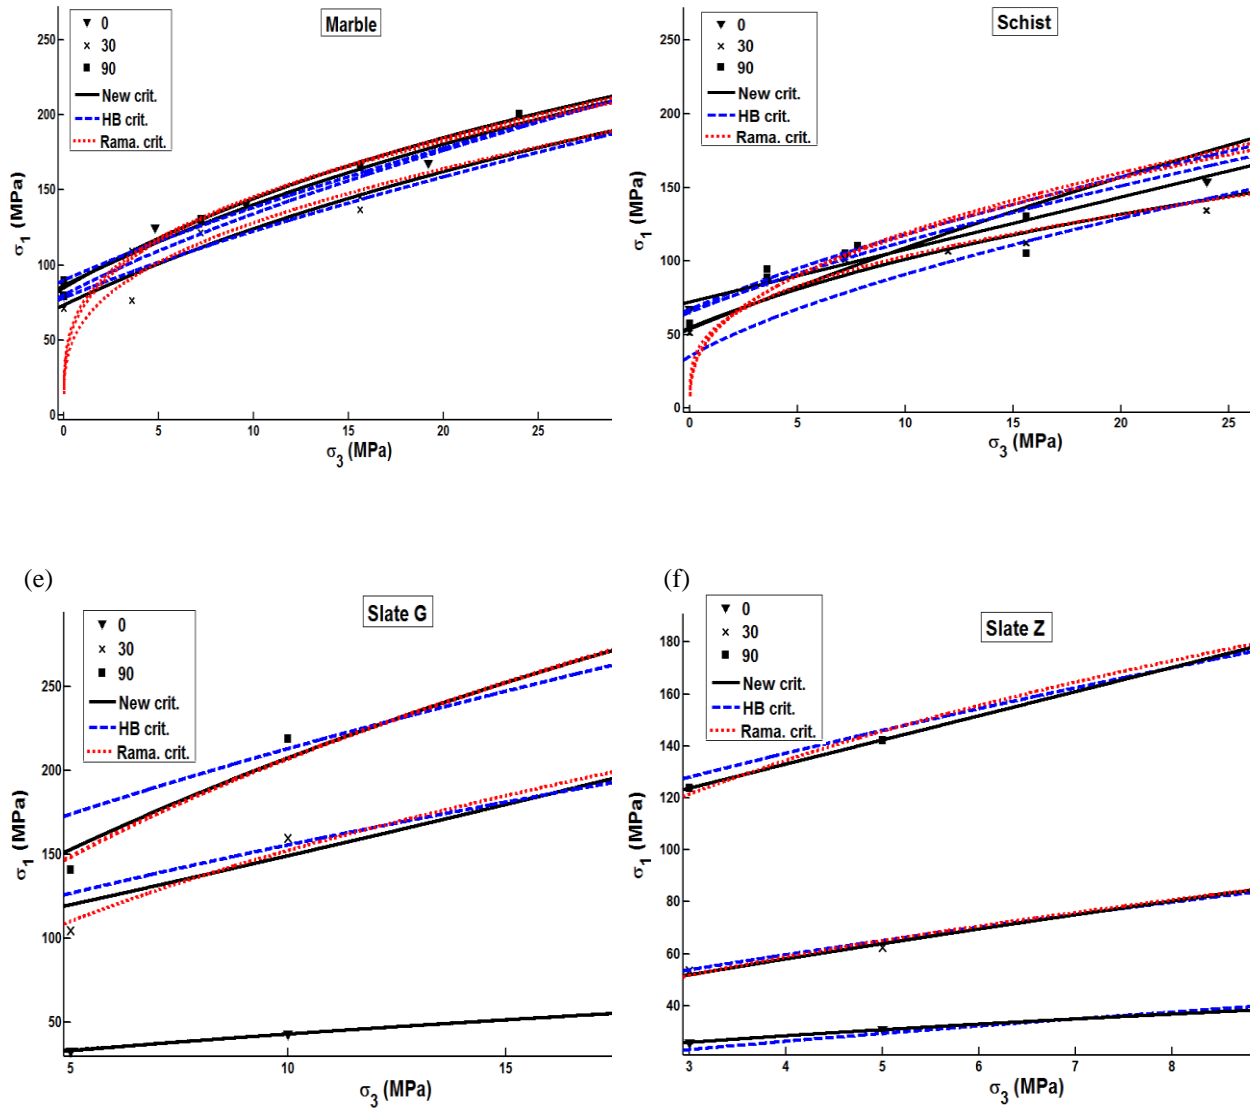 Marble
0
30
90
New crit.
HB crit.
Rama. crit.
250
200
150
100
50
0
σ1 (MPa)
0 5 10 15 20 25
σ3 (MPa)
Schist
0
30
90
New crit.
HB crit.
Rama. crit.
250
200
150
100
50
0
σ1 (MPa)
0 5 10 15 20 25
σ3 (MPa)
(e)
Slate G
0
30
90
New crit.
HB crit.
Rama. crit.
250
200
150
100
50
σ1 (MPa)
5 10 15
σ3 (MPa)
(f)
Slate Z
0
30
90
New crit.
HB crit.
Rama. crit.
180
160
140
120
100
80
60
40
σ1 (MPa)
3 4 5 6 7 8
σ3 (MPa)